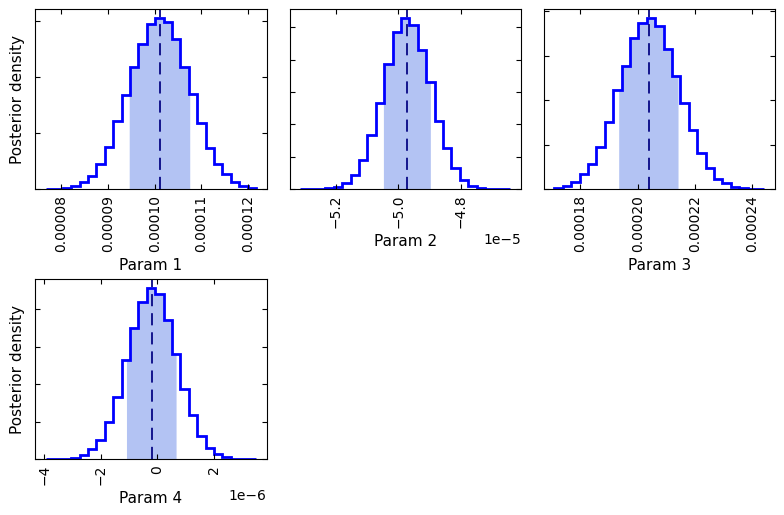 Posterior density
0.00008
0.00009
0.00010
0.00011
0.00012
Param 1
−5.2
−5.0
−4.8
1e−5
Param 2
0.00018
0.00020
0.00022
0.00024
Param 3
Posterior density
−4
−2
0
2
1e−6
Param 4